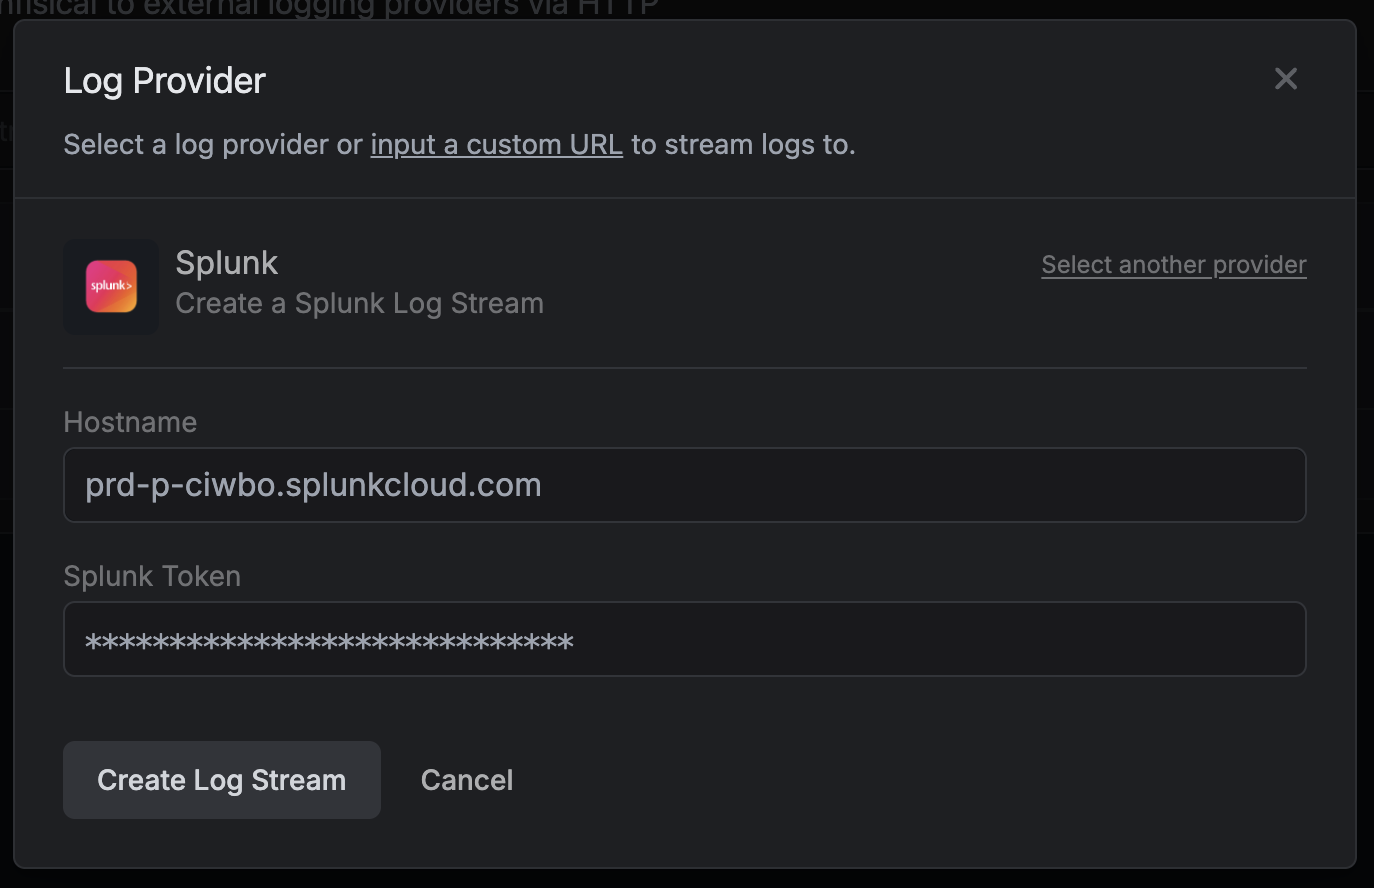 to external logging providers via HTTP
Log Provider
Select a log provider or input a custom URL to stream logs to.
splunk>
Splunk
Create a Splunk Log Stream
Select another provider
Hostname
prd-p-ciwbo.splunkcloud.com
Splunk Token
*****************************
Create Log Stream
Cancel